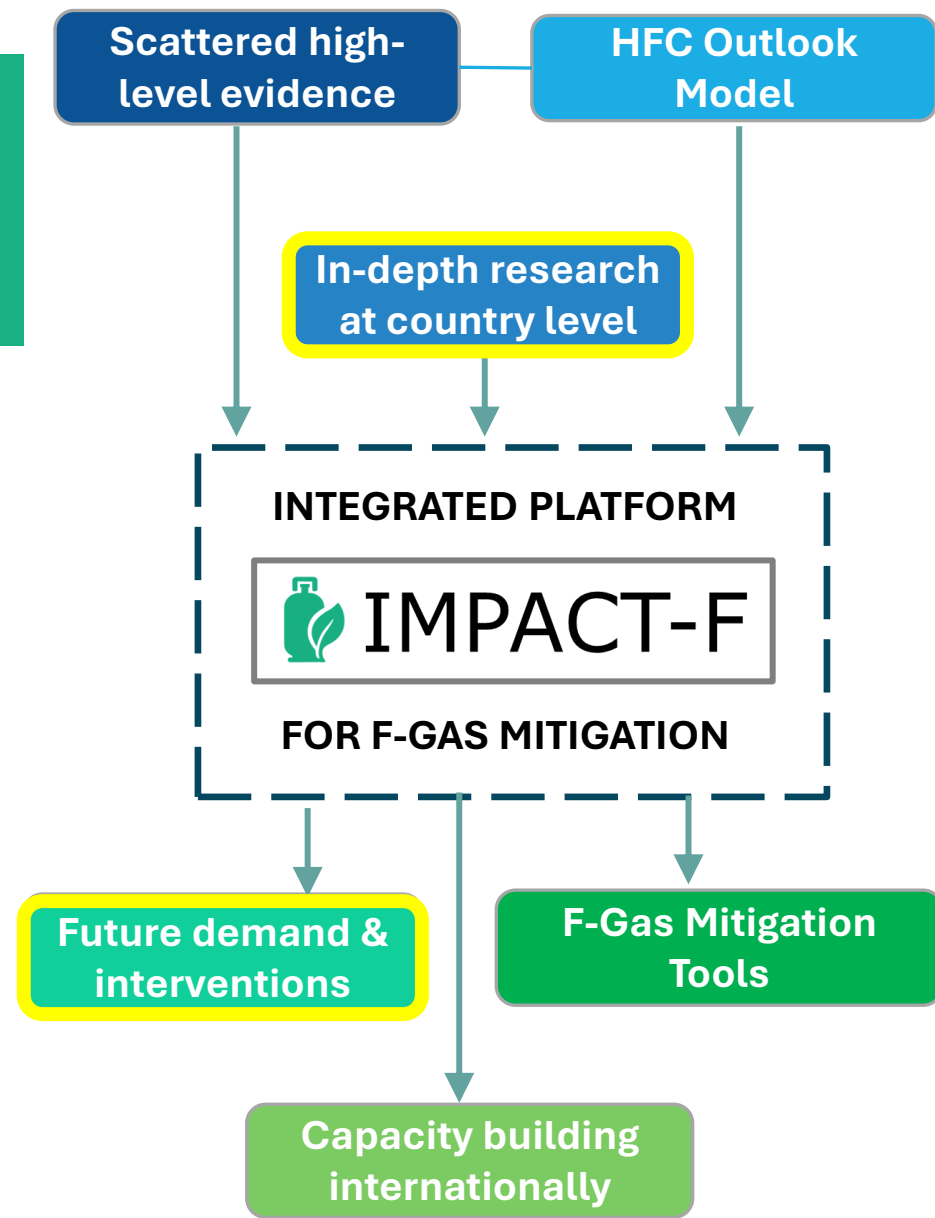 Scattered high-
level evidence
HFC Outlook
Model
In-depth research
at country level
INTEGRATED PLATFORM
IMPACT-F
FOR F-GAS MITIGATION
Future demand &
interventions
F-Gas Mitigation
Tools
Capacity building
internationally